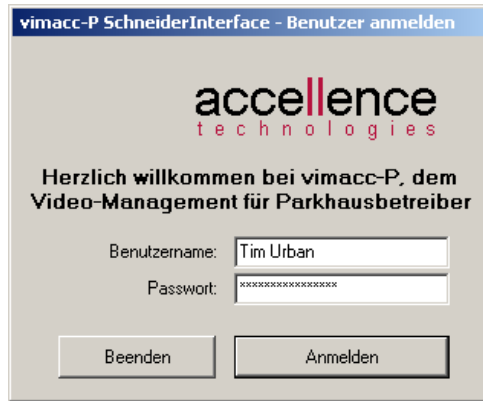 vimacc-P SchneiderInterface - Benutzer anmelden
accellence
technologies
Herzlich willkommen bei vimacc-P, dem
Video-Management für Parkhausbetreiber
Benutzername: Tim Urban
Passwort: ****************
Beenden Anmelden